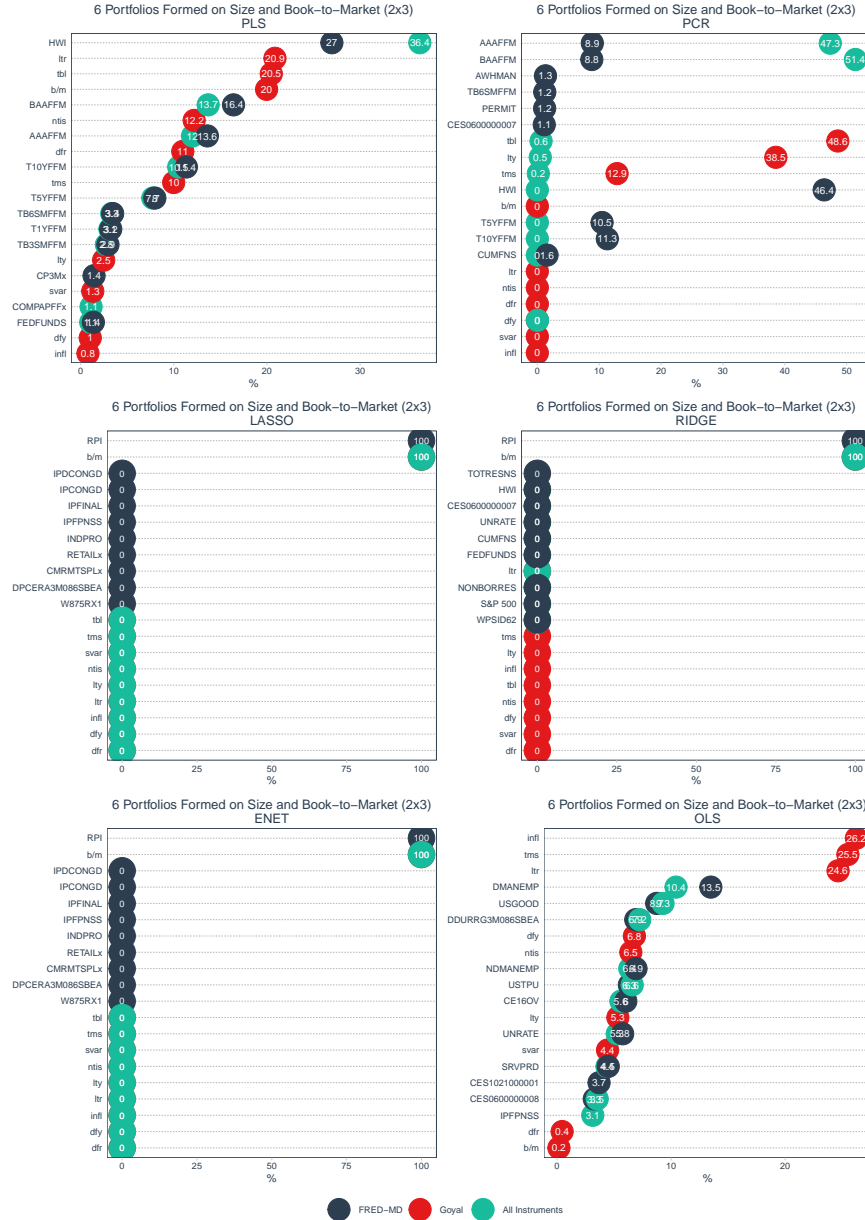 6 Portfolios Formed on Size and Book−to−Market (2x3)
PLS
HWI 27 36.4
ltr 20.9
tbl 20.5
b/m 20
BAAFFM 13.7 16.4
ntis 12.2
AAAFFM 12 13.6
dfr 11
T10YFFM
tms 10
T5YFFM
TB6SMFFM
T1YFFM
TB3SMFFM
lty 2.5
CP3Mx 1.4
svar 1.3
COMPAPFFx 1.1
FEDFUNDS
dfy 1
infl 0.8
0 10 20 30
%
6 Portfolios Formed on Size and Book−to−Market (2x3)
PCR
AAAFFM 8.9 47.3
BAAFFM 8.8 51.4
AWHMAN 1.3
TB6SMFFM 1.2
PERMIT 1.2
CES0600000007 1.1
tbl 0.6 48.6
lty 0.5 38.5
tms 0.2 12.9
HWI 0 46.4
b/m 0
T5YFFM 0 10.5
T10YFFM 0 11.3
CUMFNS 0 1.6
ltr 0
ntis 0
dfr 0
dfy 0
svar 0
infl 0
0 10 20 30 40 50
%
6 Portfolios Formed on Size and Book−to−Market (2x3)
LASSO
RPI 100
b/m 100
IPDCONGD 0
IPCONGD 0
IPFINAL 0
IPFPNSS 0
INDPRO 0
RETAILx 0
CMRMTSPLx 0
DPCERA3M086SBEA 0
W875RX1 0
tbl 0
tms 0
svar 0
ntis 0
lty 0
ltr 0
infl 0
dfy 0
dfr 0
0 25 50 75 100
%
6 Portfolios Formed on Size and Book−to−Market (2x3)
RIDGE
RPI 100
b/m 100
TOTRESNS 0
HWI 0
CES0600000007 0
UNRATE 0
CUMFNS 0
FEDFUNDS 0
ltr 0
NONBORRES 0
S&P 500 0
WPSID62 0
tms 0
lty 0
infl 0
tbl 0
ntis 0
dfy 0
svar 0
dfr 0
0 25 50 75 100
%
6 Portfolios Formed on Size and Book−to−Market (2x3)
ENET
RPI 100
b/m 100
IPDCONGD 0
IPCONGD 0
IPFINAL 0
IPFPNSS 0
INDPRO 0
RETAILx 0
CMRMTSPLx 0
DPCERA3M086SBEA 0
W875RX1 0
tbl 0
tms 0
svar 0
ntis 0
lty 0
ltr 0
infl 0
dfy 0
dfr 0
0 25 50 75 100
%
6 Portfolios Formed on Size and Book−to−Market (2x3)
OLS
infl 26.2
tms 25.5
ltr 24.6
DMANEMP 10.4 13.5
USGOOD
DDURRG3M086SBEA
dfy 6.8
ntis 6.5
NDMANEMP
USTPU
CE16OV
lty 5.3
UNRATE
svar 4.4
SRVPRD
CES1021000001 3.7
CES0600000008
IPFPNSS 3.1
dfr 0.4
b/m 0.2
0 10 20
%
FRED−MD Goyal All Instruments